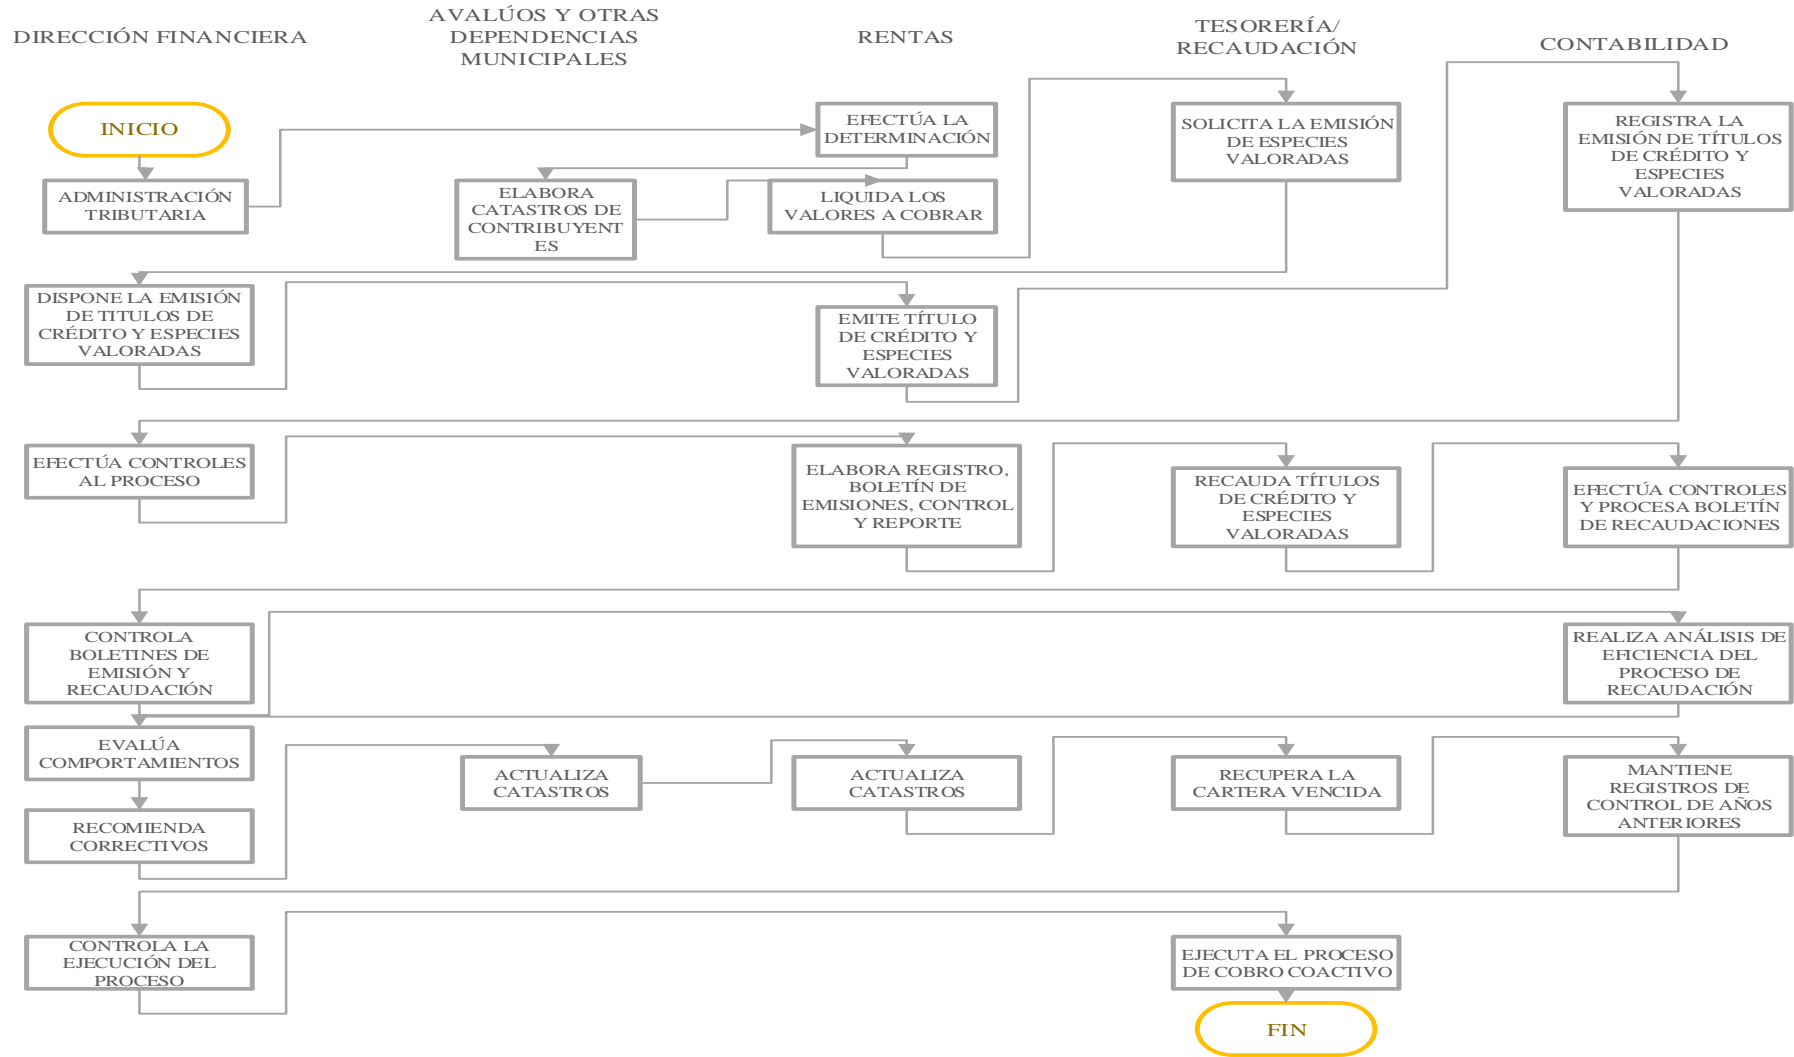 DIRECCIÓN FINANCIERA
AVALÚOS Y OTRAS
DEPENDENCIAS
MUNICIPALES
RENTAS
TESORERÍA/
RECAUDACIÓN
CONTABILIDAD
INICIO
ADMINISTRACIÓN
TRIBUTARIA
EFECTÚA LA
DETERMINACIÓN
ELABORA
CATASTROS DE
CONTRIBUYENT
ES
LIQUIDA LOS
VALORES A COBRAR
SOLICITA LA EMISIÓN
DE ESPECIES
VALORADAS
REGISTRA LA
EMISIÓN DE TÍTULOS
DE CRÉDITO Y
ESPECIES
VALORADAS
DISPONE LA EMISIÓN
DE TITULOS DE
CRÉDITO Y ESPECIES
VALORADAS
EMITE TÍTULO
DE CRÉDITO Y
ESPECIES
VALORADAS
EFECTÚA CONTROLES
AL PROCESO
ELABORA REGISTRO,
BOLETÍN DE
EMISIONES, CONTROL
Y REPORTE
RECAUDA TÍTULOS
DE CRÉDITO Y
ESPECIES
VALORADAS
EFECTÚA CONTROLES
Y PROCESA BOLETÍN
DE RECAUDACIONES
CONTROLA
BOLETINES DE
EMISIÓN Y
RECAUDACIÓN
REALIZA ANÁLISIS DE
EFICIENCIA DEL
PROCESO DE
RECAUDACIÓN
EVALÚA
COMPORTAMIENTOS
ACTUALIZA
CATASTROS
ACTUALIZA
CATASTROS
RECUPERA LA
CARTERA VENCIDA
MANTIENE
REGISTROS DE
CONTROL DE AÑOS
ANTERIORES
RECOMIENDA
CORRECTIVOS
CONTROLA LA
EJECUCIÓN DEL
PROCESO
EJECUTA EL PROCESO
DE COBRO COACTIVO
FIN